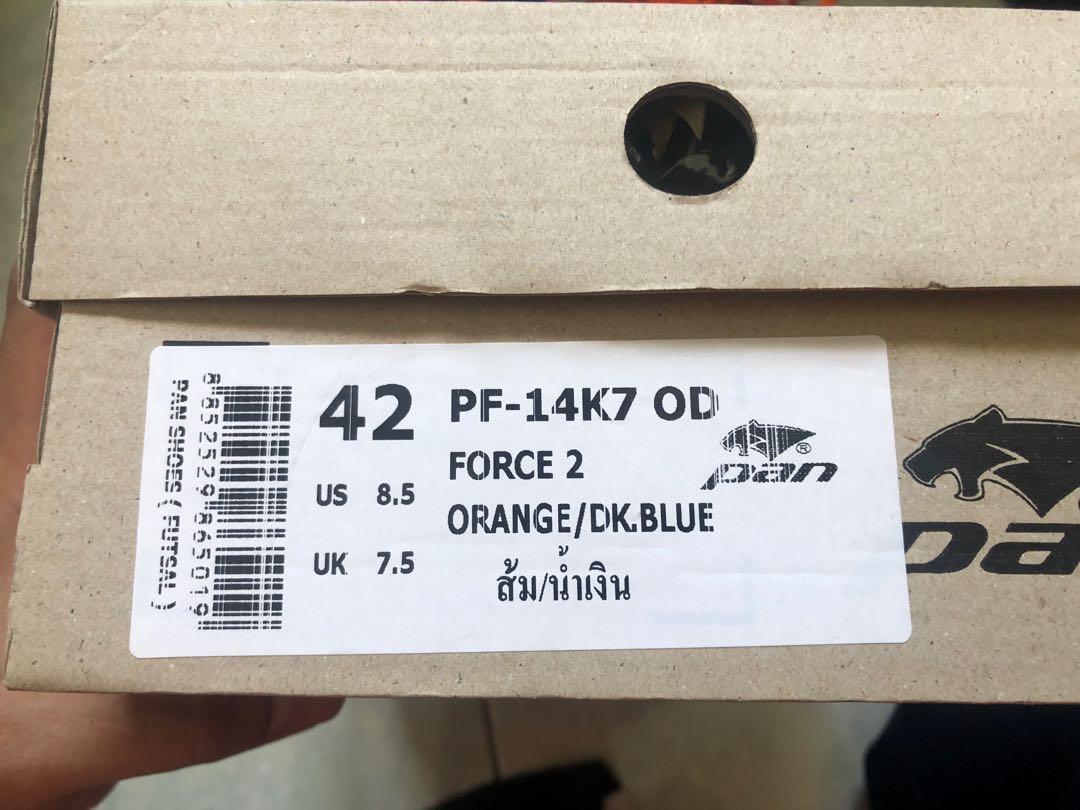 PAN SHOES ( FUTSAL )
8852529865019
42
US 8.5
UK 7.5
PF-14K7 OD
FORCE 2
ORANGE/DK.BLUE
ส้ม/น้ำเงิน
®
pan
pa